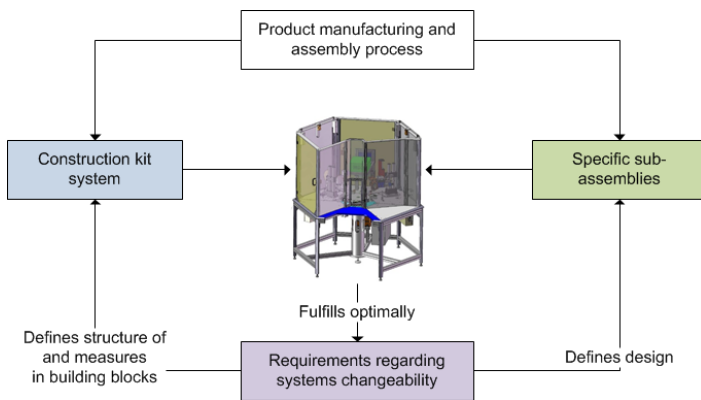 Product manufacturing and
assembly process
Construction kit
system
Specific sub-
assemblies
Fulfills optimally
Defines structure of
and measures
in building blocks
Requirements regarding
systems changeability
Defines design